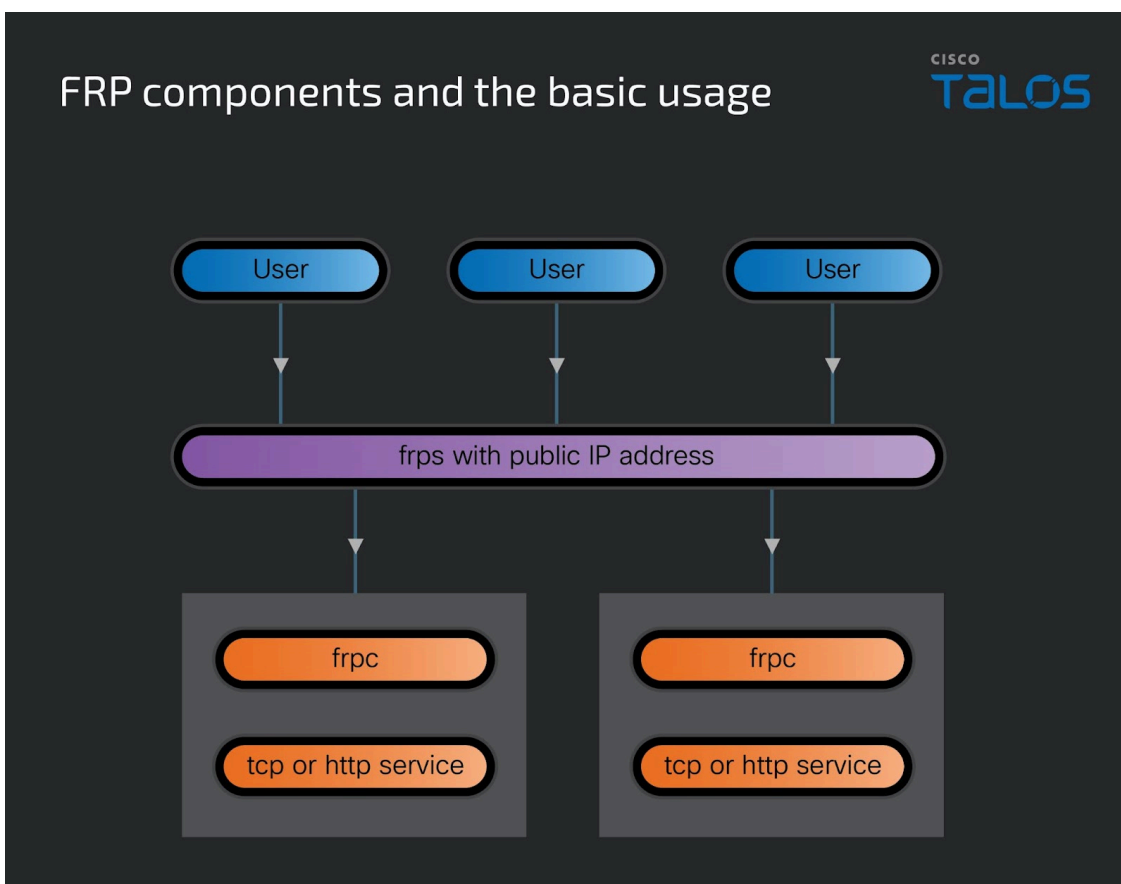 FRP components and the basic usage
CISCO
TALOS
User
User
User
frps with public IP address
frpc
frpc
tcp or http service
tcp or http service